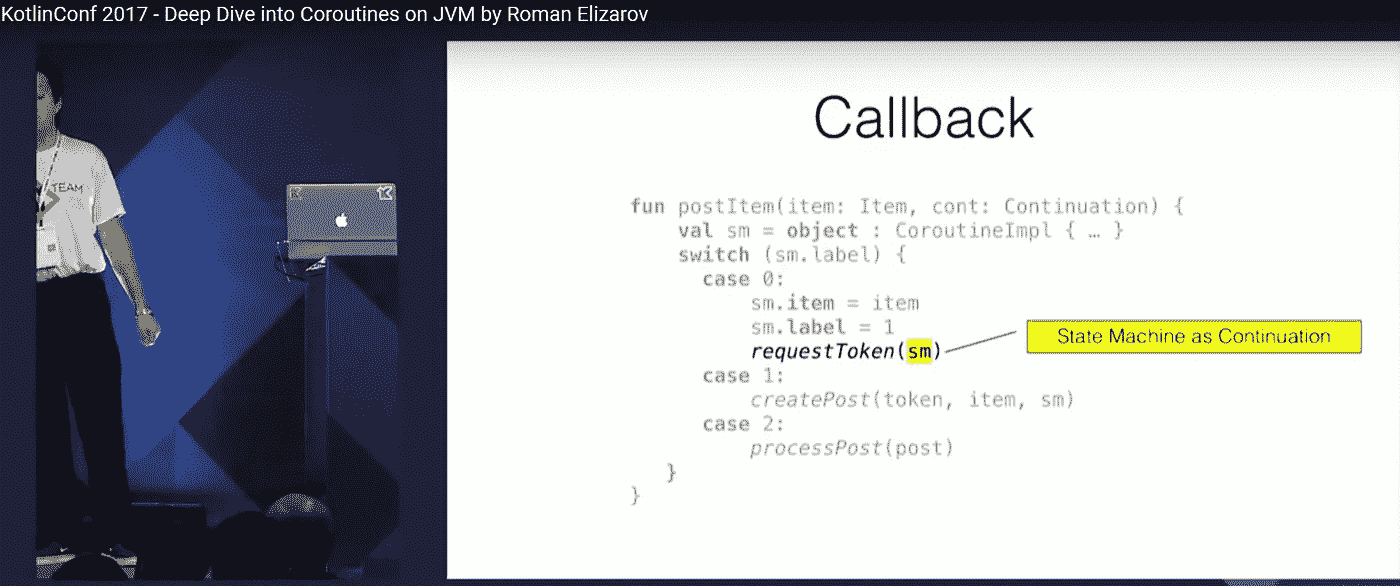 KotlinConf 2017 - Deep Dive into Coroutines on JVM by Roman Elizarov
TEAM
Callback
fun postItem(item: Item, cont: Continuation) {
val sm = object : CoroutineImpl { … }
switch (sm.label) {
case 0:
sm.item = item
sm.label = 1
requestToken(sm)
State Machine as Continuation
case 1:
createPost(token, item, sm)
case 2:
processPost(post)
}
}